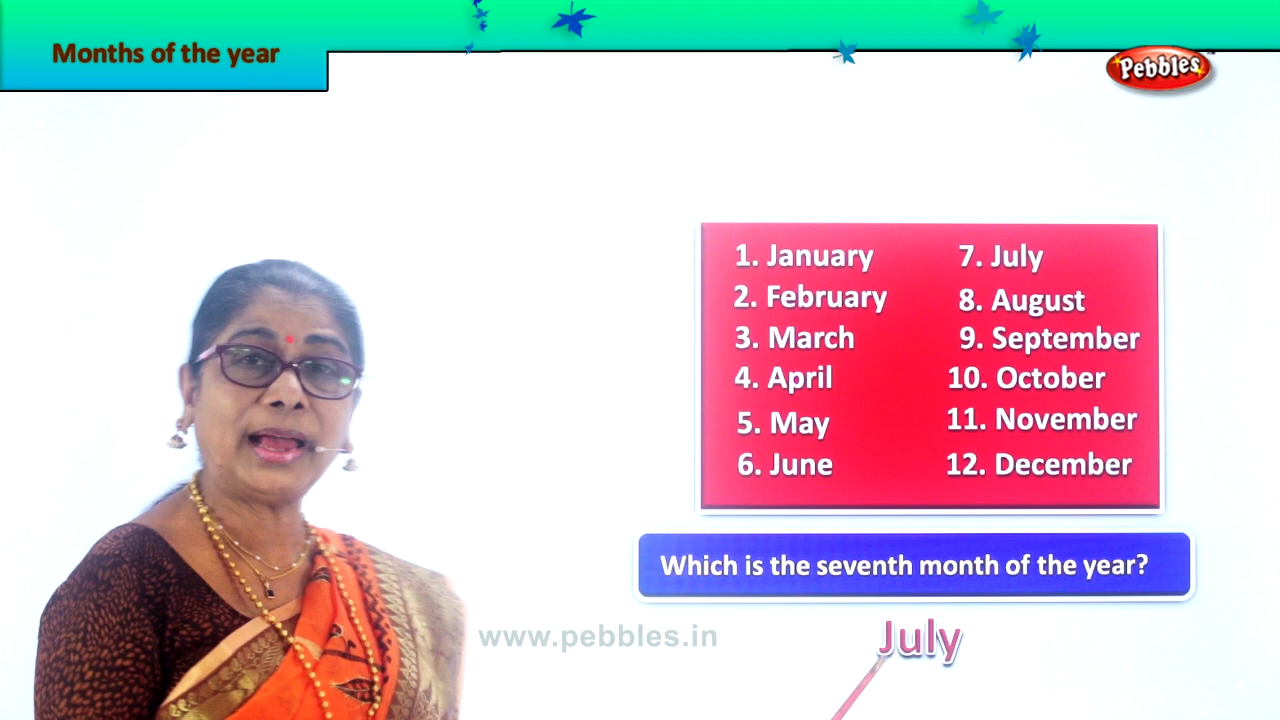 Months of the year
Pebbles
1. January
2. February
3. March
4. April
5. May
6. June
7. July
8. August
9. September
10. October
11. November
12. December
Which is the seventh month of the year?
www.pebbles.in
July